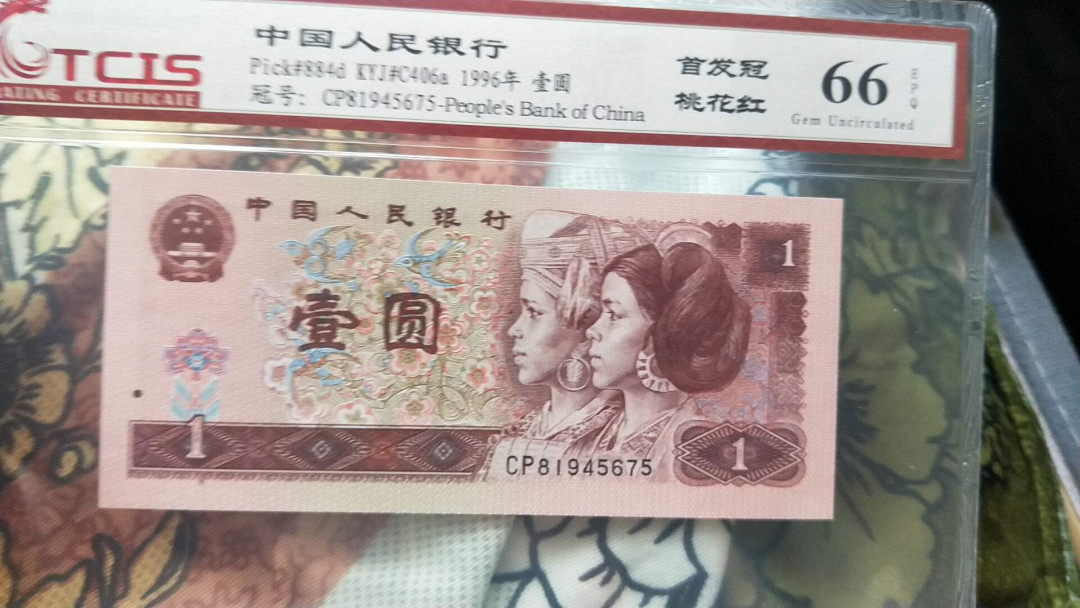 TCIS
RATING CERTIFICATE
中国人民银行
Pick#884d KYJ#C406a 1996年 壹圆
冠号: CP81945675-People's Bank of China
首发冠
桃花红
66
EPQ
Gem Uncirculated
中国人民银行
1
壹圆
1
CP81945675
1